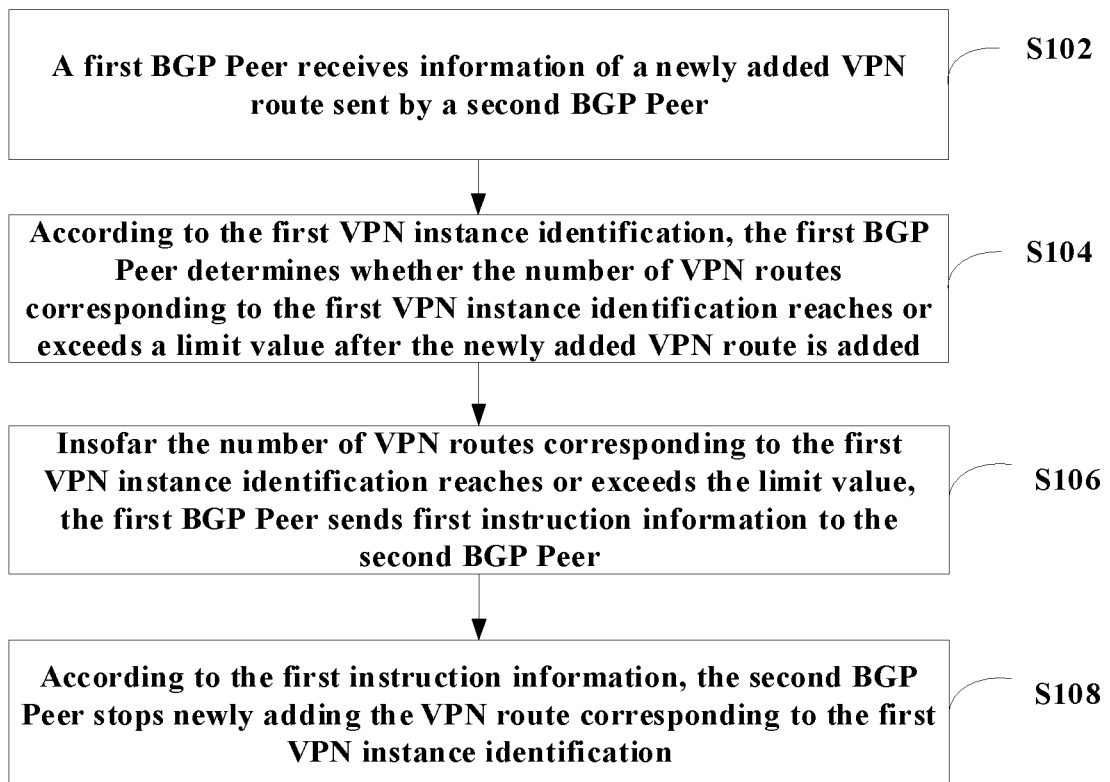 A first BGP Peer receives information of a newly added VPN
route sent by a second BGP Peer
S102
According to the first VPN instance identification, the first BGP
Peer determines whether the number of VPN routes
corresponding to the first VPN instance identification reaches or
exceeds a limit value after the newly added VPN route is added
S104
Insofar the number of VPN routes corresponding to the first
VPN instance identification reaches or exceeds the limit value,
the first BGP Peer sends first instruction information to the
second BGP Peer
S106
According to the first instruction information, the second BGP
Peer stops newly adding the VPN route corresponding to the first
VPN instance identification
S108